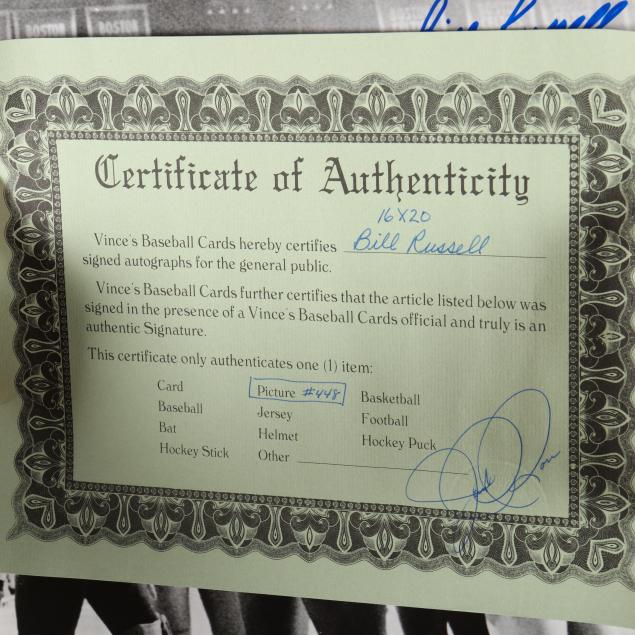 BOSTON BOSTON
Bill Russell
Certificate of Authenticity
16X20
Vince's Baseball Cards hereby certifies Bill Russell
signed autographs for the general public.
Vince's Baseball Cards further certifies that the article listed below was
signed in the presence of a Vince's Baseball Cards official and truly is an
authentic Signature.
This certificate only authenticates one (1) item:
Card Picture #448 Basketball
Baseball Jersey Football
Bat Helmet Hockey Puck
Hockey Stick Other